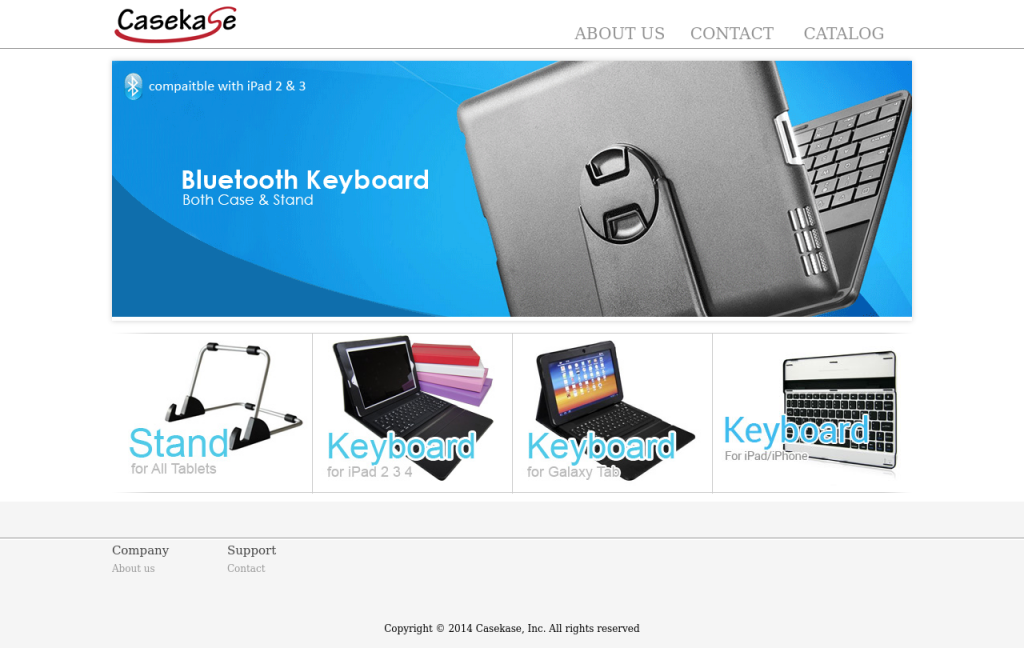 Casekase
ABOUT US CONTACT CATALOG
compaitble with iPad 2 & 3
Bluetooth Keyboard
Both Case & Stand
Stand
for All Tablets
Keyboard
for iPad 2 3 4
Keyboard
for Galaxy Tab
Keyboard
For iPad/iPhone
Company Support
About us Contact
Copyright © 2014 Casekase, Inc. All rights reserved